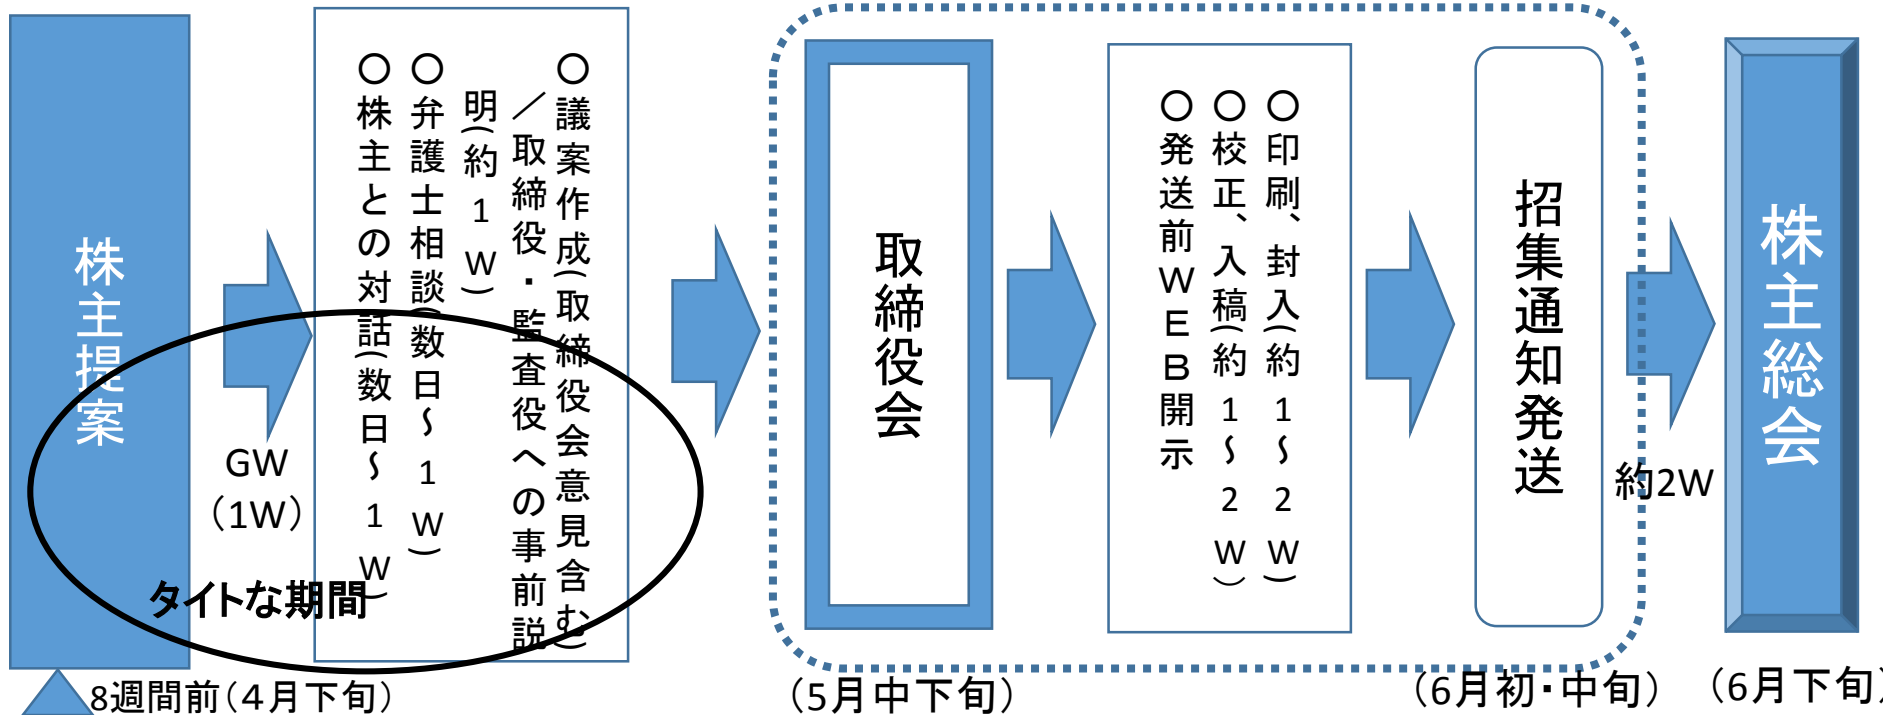 株主提案
GW
（1W）
○議案作成（取締役会意見含む）
／取締役・監査役への事前説
明（約1W）
○弁護士相談（数日～1W）
○株主との対話（数日～1W）
タイトな期間
8週間前（4月下旬）
取締役会
（5月中下旬）
○印刷、封入（約1～2W）
○校正、入稿（約1～2W）
○発送前ＷＥＢ開示
招集通知発送
（6月初・中旬）
約2W
株主総会
（6月下旬）